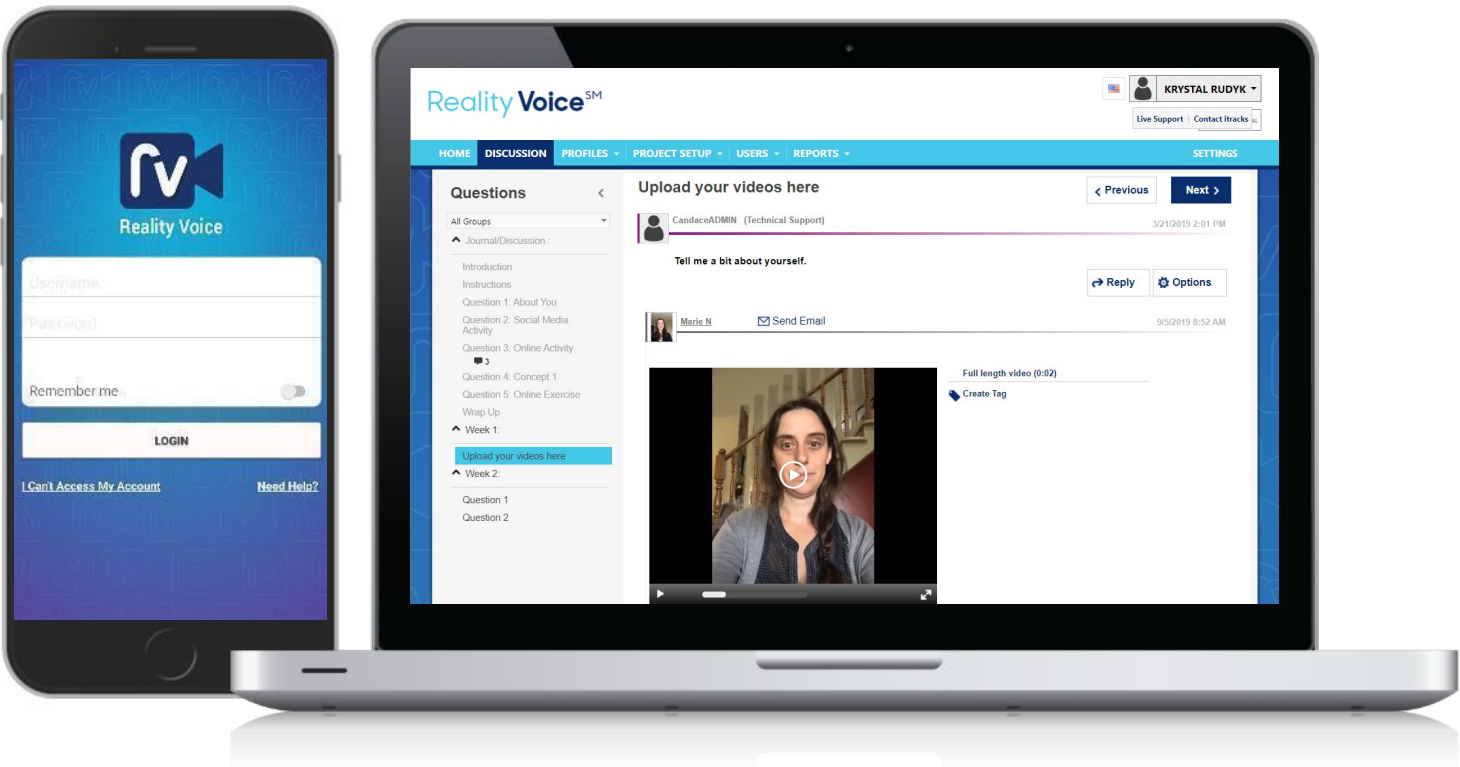 rv
Reality Voice
Username
Password
Remember me
LOGIN
I Can't Access My Account
Need Help?
Reality Voice℠
KRYSTAL RUDYK
Live Support | Contact itracks
HOME DISCUSSION PROFILES PROJECT SETUP USERS REPORTS SETTINGS
Questions
All Groups
Journal/Discussion :
Introduction
Instructions
Question 1: About You
Question 2: Social Media
Activity
Question 3: Online Activity
3
Question 4: Concept 1
Question 5: Online Exercise
Wrap Up
Week 1:
Upload your videos here
Week 2:
Question 1
Question 2
Upload your videos here
Previous
Next
CandaceADMIN (Technical Support)
3/21/2019 2:01 PM
Tell me a bit about yourself.
Reply
Options
Marie N
Send Email
9/5/2019 8:52 AM
Full length video (0:02)
Create Tag